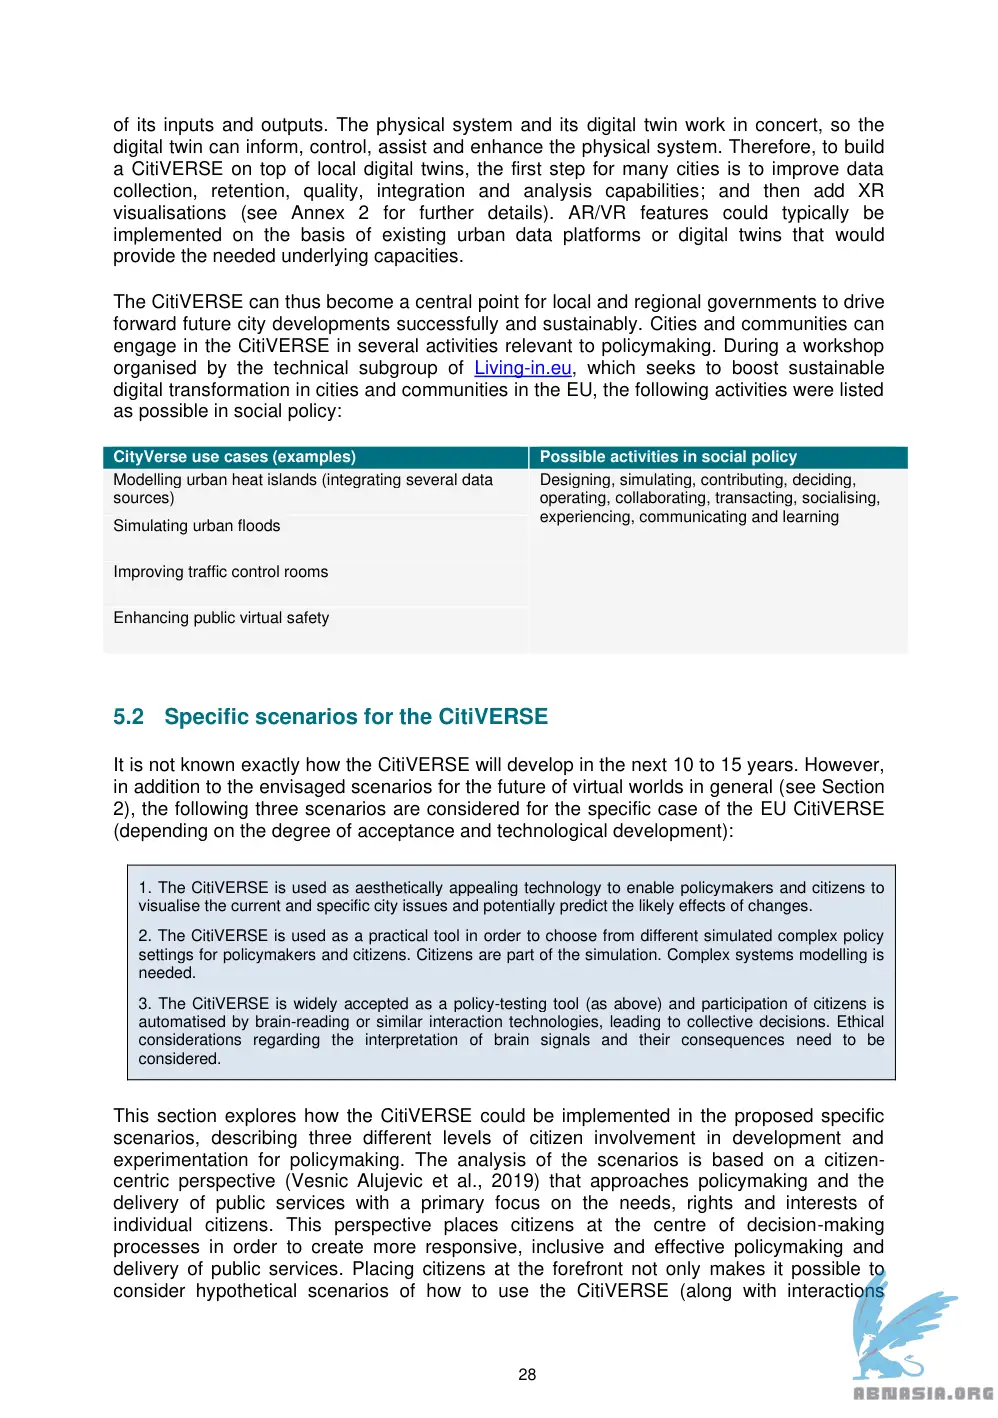 of its inputs and outputs. The physical system and its digital twin work in concert, so the
digital twin can inform, control, assist and enhance the physical system. Therefore, to build
a CitiVERSE on top of local digital twins, the first step for many cities is to improve data
collection, retention, quality, integration and analysis capabilities; and then add XR
visualisations (see Annex 2 for further details). AR/VR features could typically be
implemented on the basis of existing urban data platforms or digital twins that would
provide the needed underlying capacities.
The CitiVERSE can thus become a central point for local and regional governments to drive
forward future city developments successfully and sustainably. Cities and communities can
engage in the CitiVERSE in several activities relevant to policymaking. During a workshop
organised by the technical subgroup of Living-in.eu, which seeks to boost sustainable
digital transformation in cities and communities in the EU, the following activities were listed
as possible in social policy:
CityVerse use cases (examples)
Possible activities in social policy
Modelling urban heat islands (integrating several data
sources)
Simulating urban floods
Improving traffic control rooms
Enhancing public virtual safety
Designing, simulating, contributing, deciding,
operating, collaborating, transacting, socialising,
experiencing, communicating and learning
5.2 Specific scenarios for the CitiVERSE
It is not known exactly how the CitiVERSE will develop in the next 10 to 15 years. However,
in addition to the envisaged scenarios for the future of virtual worlds in general (see Section
2), the following three scenarios are considered for the specific case of the EU CitiVERSE
(depending on the degree of acceptance and technological development):
1. The CitiVERSE is used as aesthetically appealing technology to enable policymakers and citizens to
visualise the current and specific city issues and potentially predict the likely effects of changes.
2. The CitiVERSE is used as a practical tool in order to choose from different simulated complex policy
settings for policymakers and citizens. Citizens are part of the simulation. Complex systems modelling is
needed.
3. The CitiVERSE is widely accepted as a policy-testing tool (as above) and participation of citizens is
automatised by brain-reading or similar interaction technologies, leading to collective decisions. Ethical
considerations regarding the interpretation of brain signals and their consequences need to be
considered.
This section explores how the CitiVERSE could be implemented in the proposed specific
scenarios, describing three different levels of citizen involvement in development and
experimentation for policymaking. The analysis of the scenarios is based on a citizen-
centric perspective (Vesnic Alujevic et al., 2019) that approaches policymaking and the
delivery of public services with a primary focus on the needs, rights and interests of
individual citizens. This perspective places citizens at the centre of decision-making
processes in order to create more responsive, inclusive and effective policymaking and
delivery of public services. Placing citizens at the forefront not only makes it possible to
consider hypothetical scenarios of how to use the CitiVERSE (along with interactions
28
ABNASIA.ORG